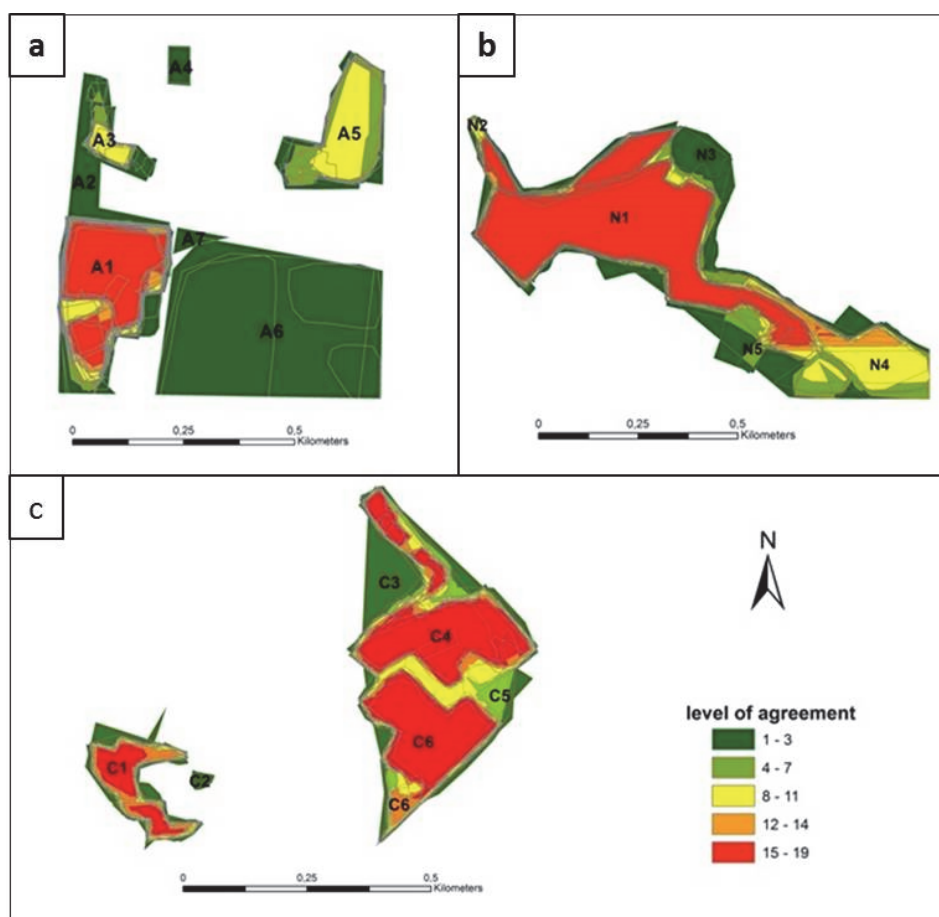 a
A4
A3
A5
A2
A1
A7
A6
0 0,25 0,5
Kilometers
b
N2
N3
N1
N5
N4
0 0,25 0,5
Kilometers
c
C3
C4
C5
C6
C6
C1
C2
0 0,25 0,5
Kilometers
N
level of agreement
1 - 3
4 - 7
8 - 11
12 - 14
15 - 19